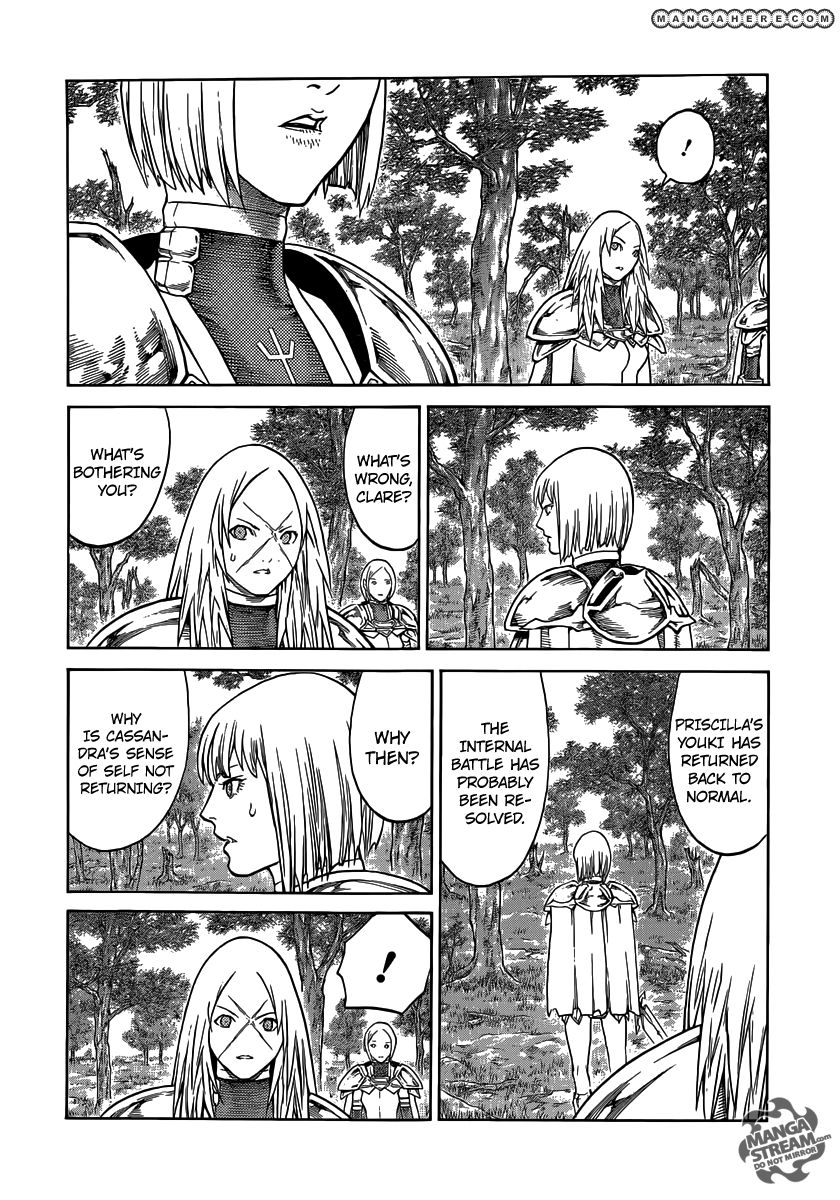 MANGAHERE.COM
!
WHAT'S
WRONG,
CLARE?
WHAT'S
BOTHERING
YOU?
PRISCILLA'S
YOUKI HAS
RETURNED
BACK TO
NORMAL.
THE
INTERNAL
BATTLE HAS
PROBABLY
BEEN RE-
SOLVED.
WHY
THEN?
WHY
IS CASSAN-
DRA'S SENSE
OF SELF NOT
RETURNING?
!
MANGA
STREAM.COM
DO NOT MIRROR